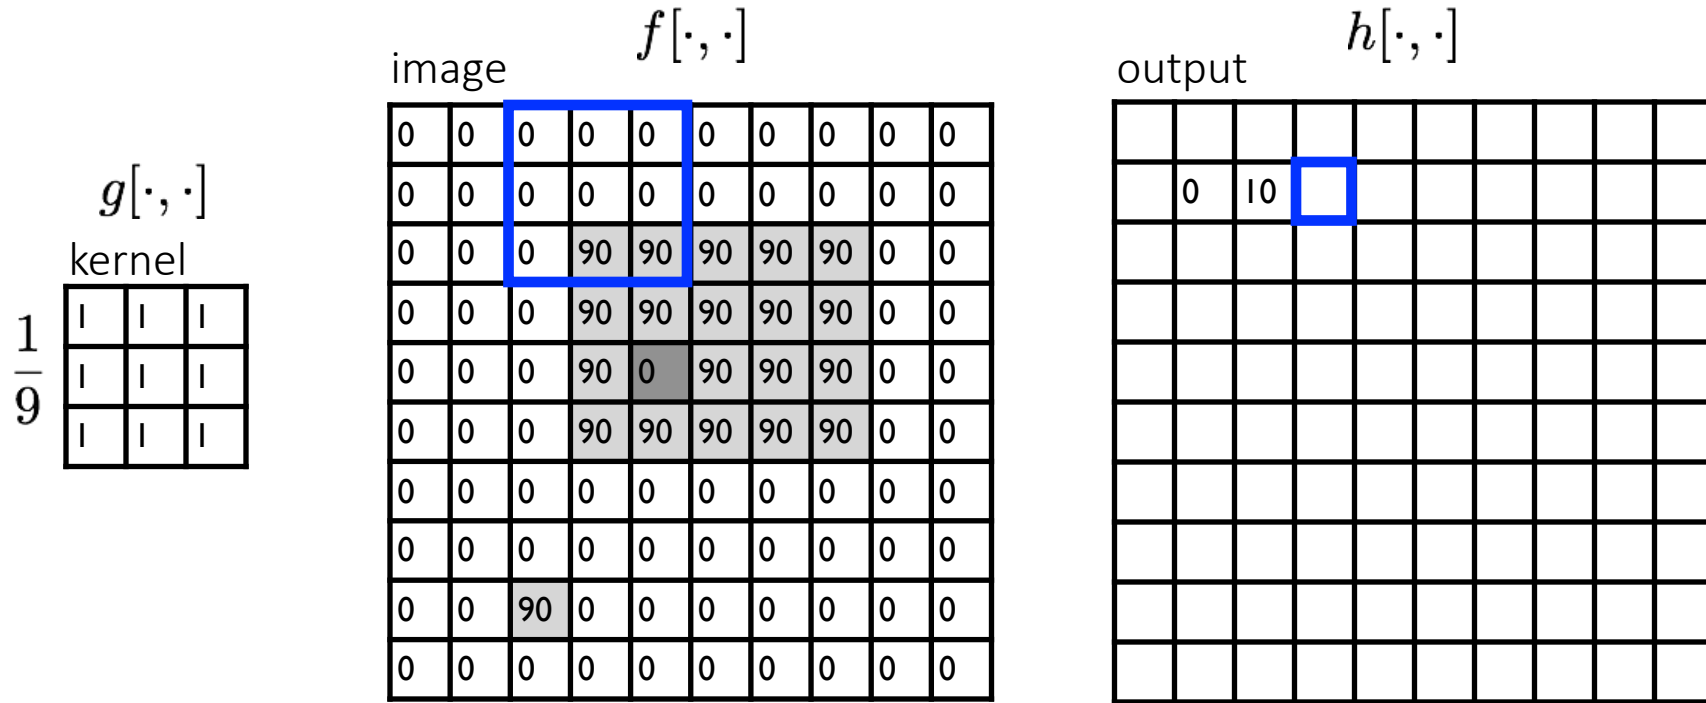 f[·, ·]
h[·, ·]
image
output
g[·, ·]
kernel
1/9
1 1 1
1 1 1
1 1 1
0 0 0 0 0 0 0 0 0 0
0 0 0 0 0 0 0 0 0 0
0 0 0 90 90 90 90 90 0 0
0 0 0 90 90 90 90 90 0 0
0 0 0 90 0 90 90 90 0 0
0 0 0 90 90 90 90 90 0 0
0 0 0 0 0 0 0 0 0 0
0 0 0 0 0 0 0 0 0 0
0 0 90 0 0 0 0 0 0 0
0 0 0 0 0 0 0 0 0 0
0 10